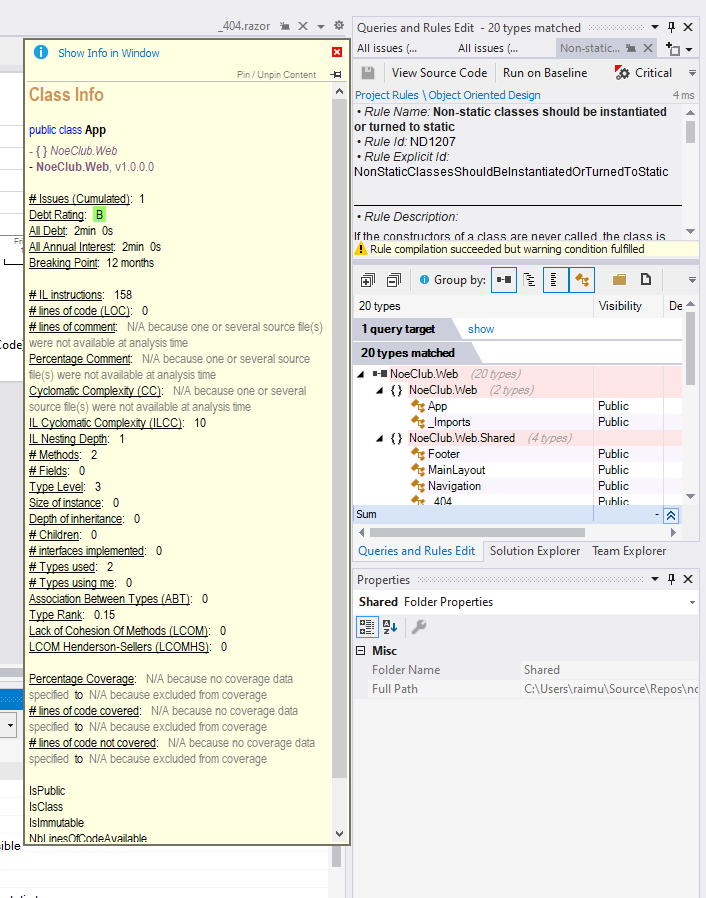 _404.razor
Show Info in Window
Pin / Unpin Content
Class Info
public class App
- { } NoeClub.Web
- NoeClub.Web, v1.0.0.0
# Issues (Cumulated): 1
Debt Rating: B
All Debt: 2min 0s
All Annual Interest: 2min 0s
Breaking Point: 12 months
# IL instructions: 158
# lines of code (LOC): 0
# lines of comment: N/A because one or several source file(s)
were not available at analysis time
Percentage Comment: N/A because one or several source
file(s) were not available at analysis time
Cyclomatic Complexity (CC): N/A because one or several
source file(s) were not available at analysis time
IL Cyclomatic Complexity (ILCC): 10
IL Nesting Depth: 1
# Methods: 2
# Fields: 0
Type Level: 3
Size of instance: 0
Depth of inheritance: 0
# Children: 0
# interfaces implemented: 0
# Types used: 2
# Types using me: 0
Association Between Types (ABT): 0
Type Rank: 0.15
Lack of Cohesion Of Methods (LCOM): 0
LCOM Henderson-Sellers (LCOMHS): 0
Percentage Coverage: N/A because no coverage data
specified to N/A because excluded from coverage
# lines of code covered: N/A because no coverage data
specified to N/A because excluded from coverage
# lines of code not covered: N/A because no coverage data
specified to N/A because excluded from coverage
IsPublic
IsClass
IsImmutable
NbLinesOfCodeAvailable
Code)
sible
Queries and Rules Edit - 20 types matched
All issues (... All issues (... Non-static...
View Source Code Run on Baseline Critical
Project Rules \ Object Oriented Design 4 ms
• Rule Name: Non-static classes should be instantiated
or turned to static
• Rule Id: ND1207
• Rule Explicit Id:
NonStaticClassesShouldBeInstantiatedOrTurnedToStatic
• Rule Description:
If the constructors of a class are never called, the class is
Rule compilation succeeded but warning condition fulfilled
Group by:
20 types Visibility De
1 query target show
20 types matched
NoeClub.Web (20 types)
{} NoeClub.Web (2 types)
App Public
_Imports Public
{} NoeClub.Web.Shared (4 types)
Footer Public
MainLayout Public
Navigation Public
_404 Public
Sum -
Queries and Rules Edit Solution Explorer Team Explorer
Properties
Shared Folder Properties
Misc
Folder Name Shared
Full Path C:\Users\raimu\Source\Repos\no